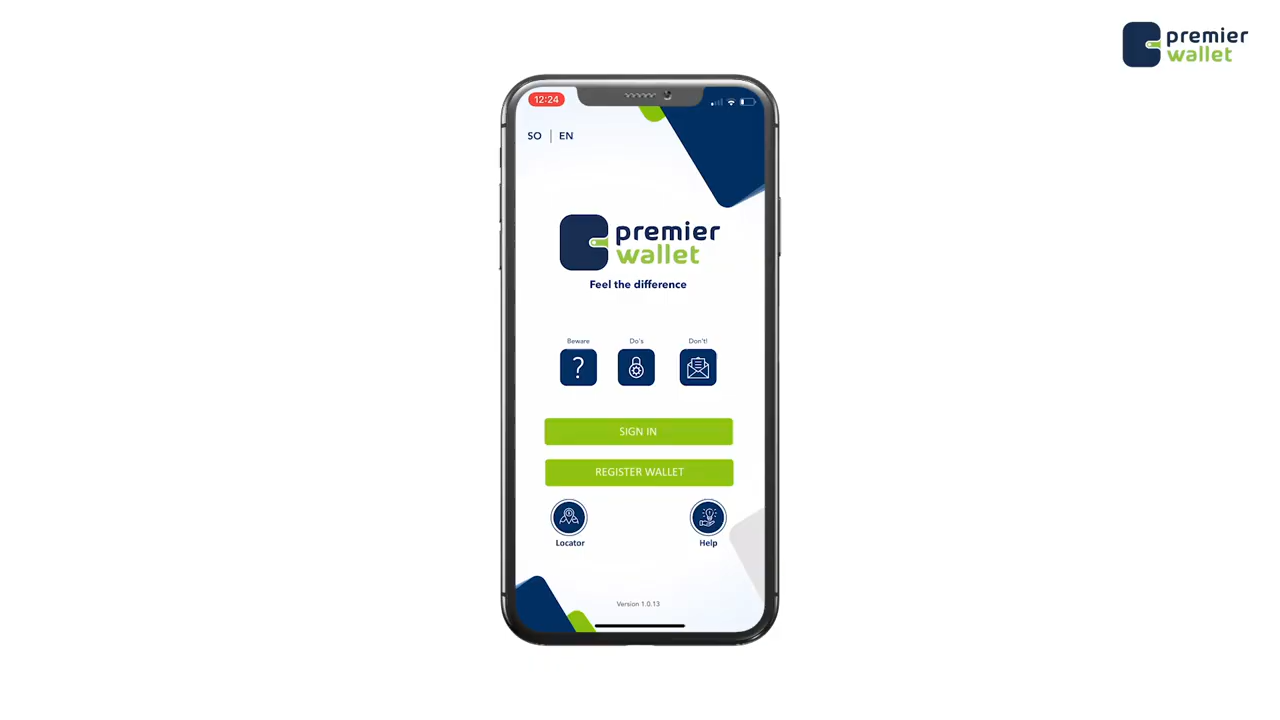 premier
wallet
12:24
SO | EN
premier
wallet
Feel the difference
Beware
Do's
Don't!
?
SIGN IN
REGISTER WALLET
Locator
Help
Version 1.0.13